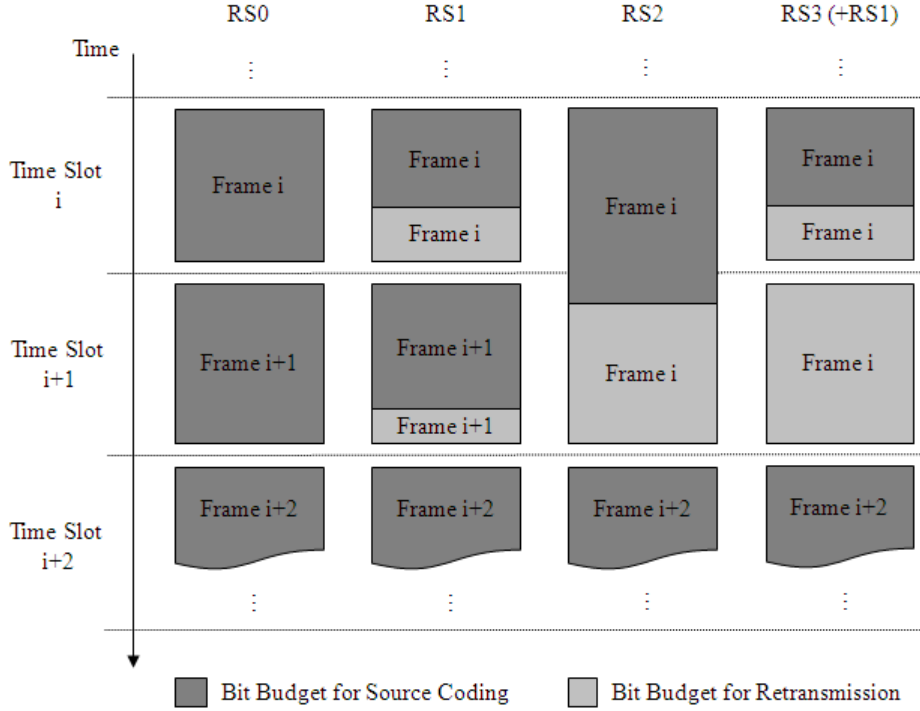 RS0 RS1 RS2 RS3 (+RS1)
Time
⋮ ⋮ ⋮ ⋮
Time Slot
i
Frame i Frame i Frame i Frame i
Frame i Frame i
Time Slot
i+1
Frame i+1 Frame i+1 Frame i Frame i
Frame i+1
Time Slot
i+2
Frame i+2 Frame i+2 Frame i+2 Frame i+2
⋮ ⋮ ⋮ ⋮
Bit Budget for Source Coding Bit Budget for Retransmission